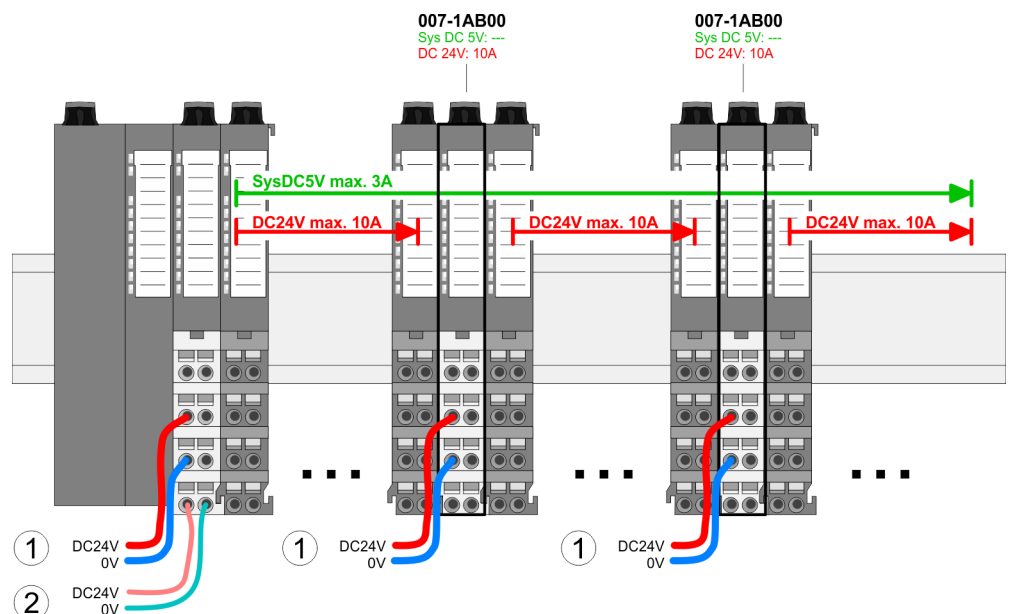 007-1AB00
Sys DC 5V: ---
DC 24V: 10A
007-1AB00
Sys DC 5V: ---
DC 24V: 10A
SysDC5V max. 3A
DC24V max. 10A
DC24V max. 10A
DC24V max. 10A
1
DC24V
0V
1
DC24V
0V
1
DC24V
0V
2
DC24V
0V